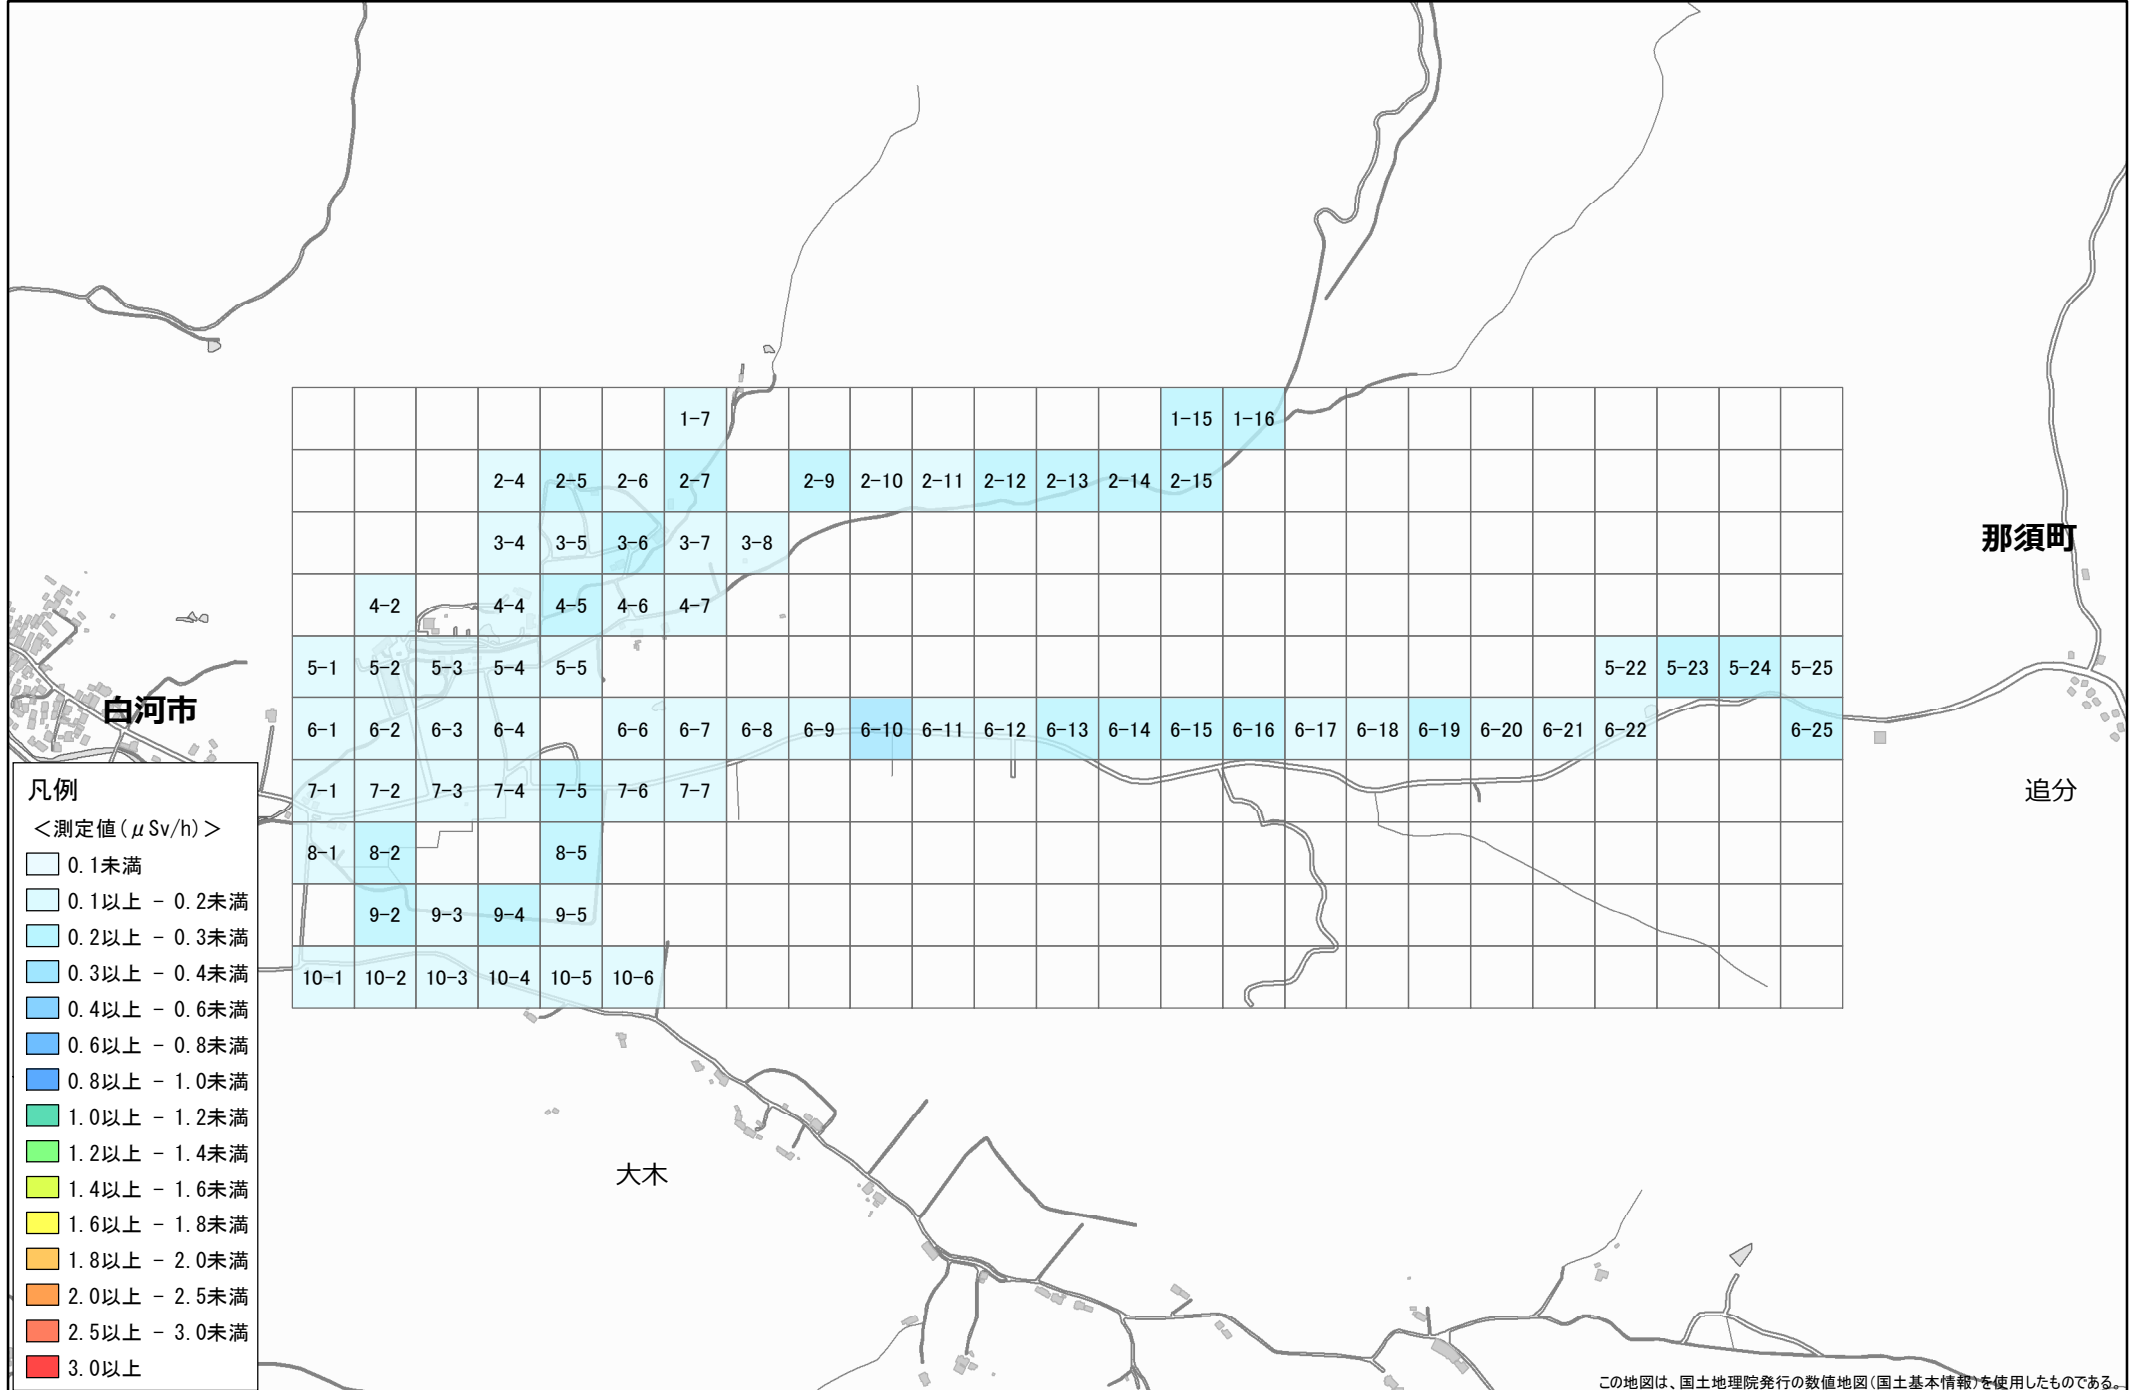 1-7 1-15 1-16
2-4 2-5 2-6 2-7 2-9 2-10 2-11 2-12 2-13 2-14 2-15
3-4 3-5 3-6 3-7 3-8
那須町
4-2 4-4 4-5 4-6 4-7
5-1 5-2 5-3 5-4 5-5 5-22 5-23 5-24 5-25
白河市
6-1 6-2 6-3 6-4 6-6 6-7 6-8 6-9 6-10 6-11 6-12 6-13 6-14 6-15 6-16 6-17 6-18 6-19 6-20 6-21 6-22 6-25
7-1 7-2 7-3 7-4 7-5 7-6 7-7
追分
8-1 8-2 8-5
9-2 9-3 9-4 9-5
10-1 10-2 10-3 10-4 10-5 10-6
大木
凡例
＜測定値(μSv/h)＞
0.1未満
0.1以上 - 0.2未満
0.2以上 - 0.3未満
0.3以上 - 0.4未満
0.4以上 - 0.6未満
0.6以上 - 0.8未満
0.8以上 - 1.0未満
1.0以上 - 1.2未満
1.2以上 - 1.4未満
1.4以上 - 1.6未満
1.6以上 - 1.8未満
1.8以上 - 2.0未満
2.0以上 - 2.5未満
2.5以上 - 3.0未満
3.0以上
この地図は、国土地理院発行の数値地図(国土基本情報)を使用したものである。